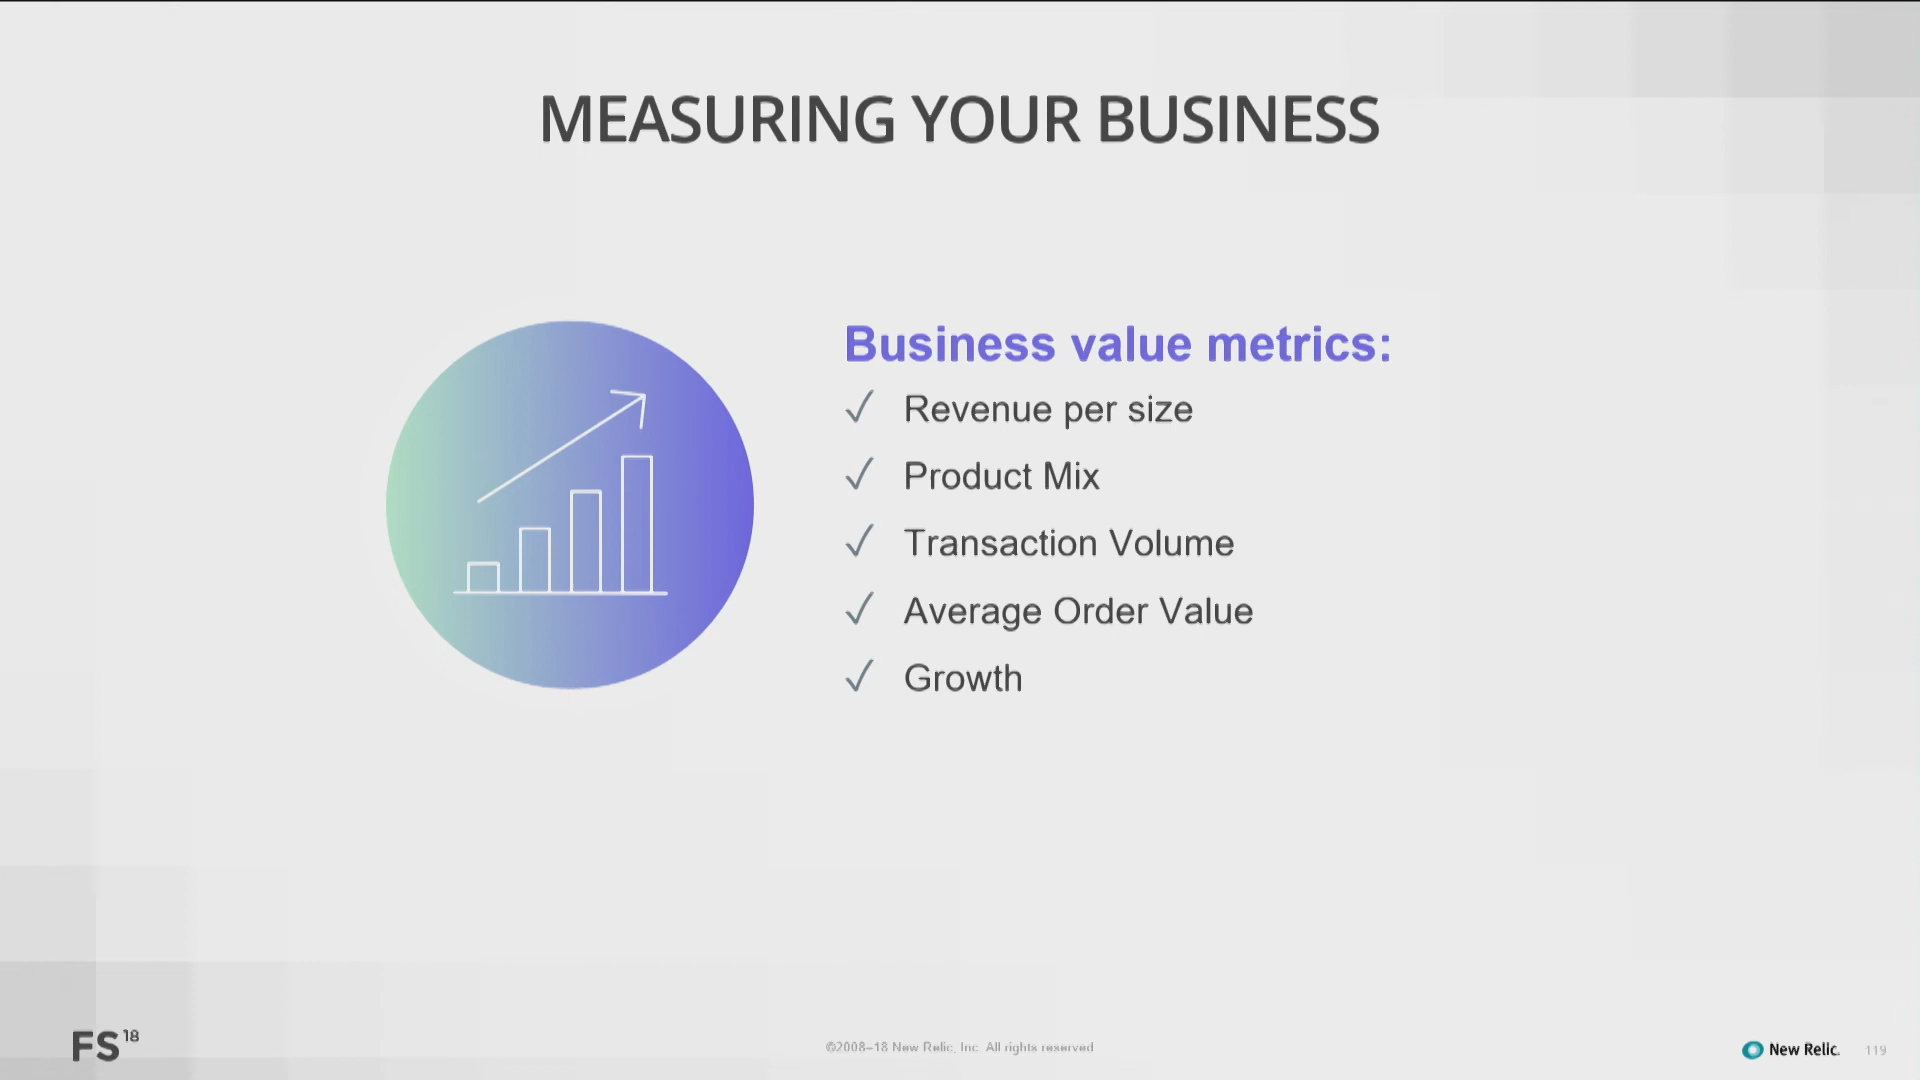 MEASURING YOUR BUSINESS
Business value metrics:
✓ Revenue per size
✓ Product Mix
✓ Transaction Volume
✓ Average Order Value
✓ Growth
FS18
©2008–18 New Relic, Inc. All rights reserved
New Relic. 119